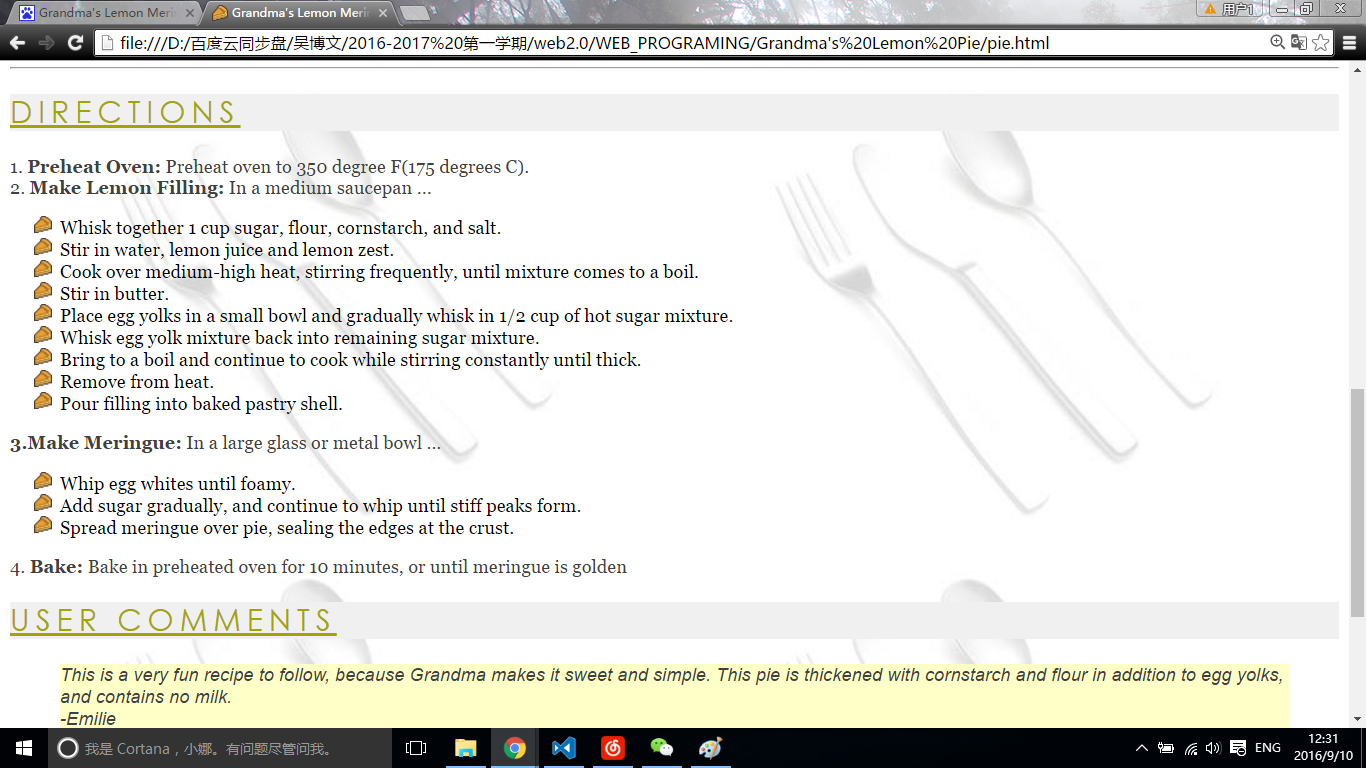 Grandma's Lemon Meri
Grandma's Lemon Meri
用户1
file:///D:/百度云同步盘/吴博文/2016-2017%20第一学期/web2.0/WEB_PROGRAMING/Grandma's%20Lemon%20Pie/pie.html
DIRECTIONS
1. Preheat Oven: Preheat oven to 350 degree F(175 degrees C).
2. Make Lemon Filling: In a medium saucepan ...
Whisk together 1 cup sugar, flour, cornstarch, and salt.
Stir in water, lemon juice and lemon zest.
Cook over medium-high heat, stirring frequently, until mixture comes to a boil.
Stir in butter.
Place egg yolks in a small bowl and gradually whisk in 1/2 cup of hot sugar mixture.
Whisk egg yolk mixture back into remaining sugar mixture.
Bring to a boil and continue to cook while stirring constantly until thick.
Remove from heat.
Pour filling into baked pastry shell.
3.Make Meringue: In a large glass or metal bowl ...
Whip egg whites until foamy.
Add sugar gradually, and continue to whip until stiff peaks form.
Spread meringue over pie, sealing the edges at the crust.
4. Bake: Bake in preheated oven for 10 minutes, or until meringue is golden
USER COMMENTS
This is a very fun recipe to follow, because Grandma makes it sweet and simple. This pie is thickened with cornstarch and flour in addition to egg yolks,
and contains no milk.
-Emilie
我是 Cortana，小娜。有问题尽管问我。
ENG
12:31
2016/9/10